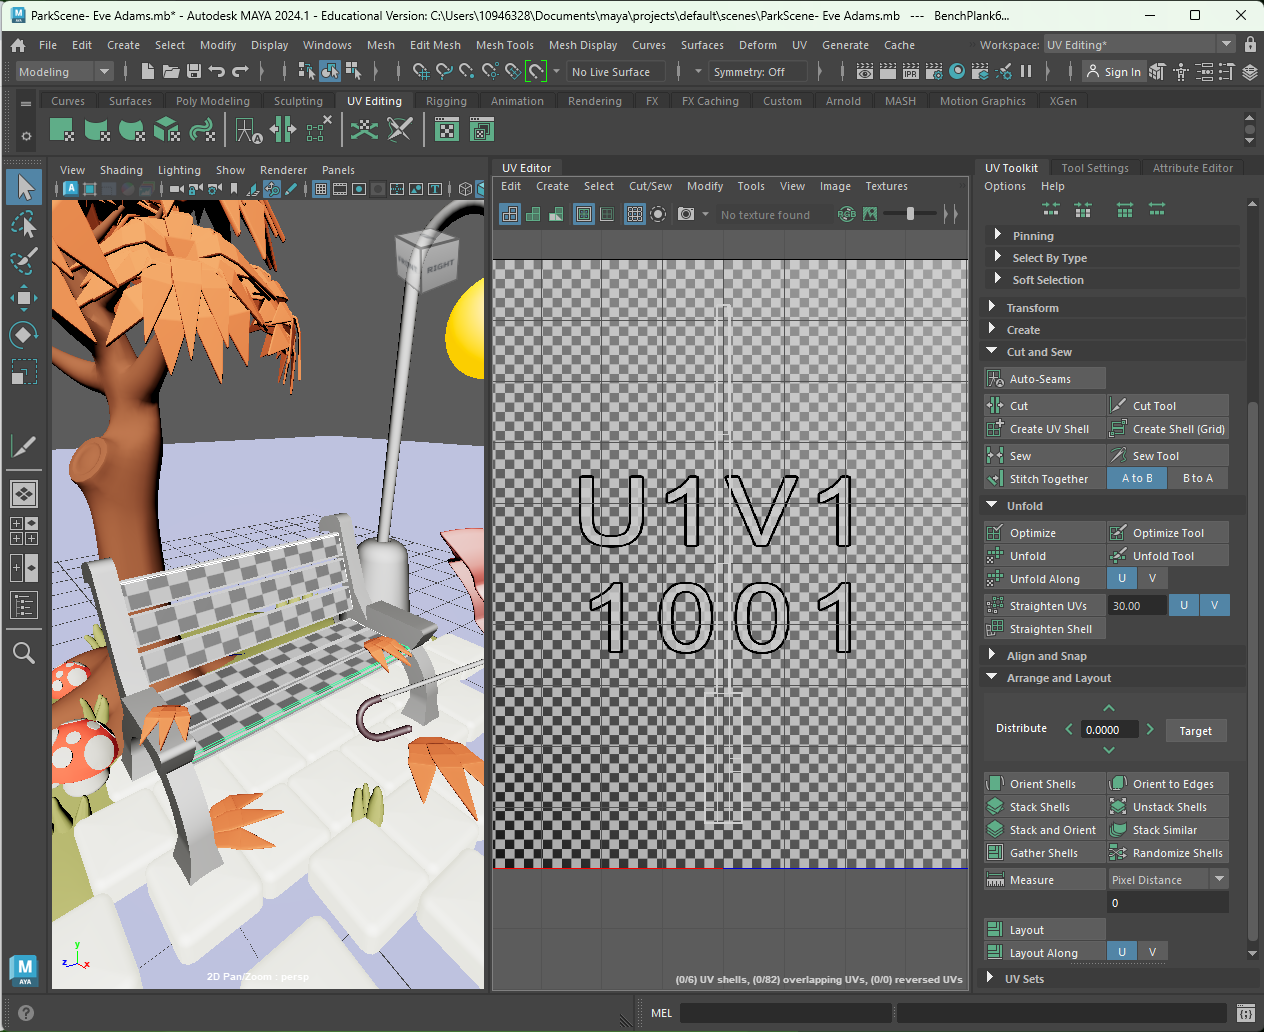 ParkScene- Eve Adams.mb* - Autodesk MAYA 2024.1 - Educational Version: C:\Users\10946328\Documents\maya\projects\default\scenes\ParkScene- Eve Adams.mb --- BenchPlank6...
File Edit Create Select Modify Display Windows Mesh Edit Mesh Mesh Tools Mesh Display Curves Surfaces Deform UV Generate Cache Workspace: UV Editing*
Modeling No Live Surface Symmetry: Off IPR Sign In
Curves Surfaces Poly Modeling Sculpting UV Editing Rigging Animation Rendering FX FX Caching Custom Arnold MASH Motion Graphics XGen
View Shading Lighting Show Renderer Panels
RIGHT
2D Pan/Zoom : persp
y
z x
UV Editor
Edit Create Select Cut/Sew Modify Tools View Image Textures
No texture found RGB
U1V1
1001
(0/6) UV shells, (0/82) overlapping UVs, (0/0) reversed UVs
UV Toolkit Tool Settings Attribute Editor
Options Help
Pinning
Select By Type
Soft Selection
Transform
Create
Cut and Sew
Auto-Seams
Cut Cut Tool
Create UV Shell Create Shell (Grid)
Sew Sew Tool
Stitch Together A to B B to A
Unfold
Optimize Optimize Tool
Unfold Unfold Tool
Unfold Along U V
Straighten UVs 30.00 U V
Straighten Shell
Align and Snap
Arrange and Layout
Distribute 0.0000 Target
Orient Shells Orient to Edges
Stack Shells Unstack Shells
Stack and Orient Stack Similar
Gather Shells Randomize Shells
Measure Pixel Distance
0
Layout
Layout Along U V
UV Sets
M
AYA
MEL